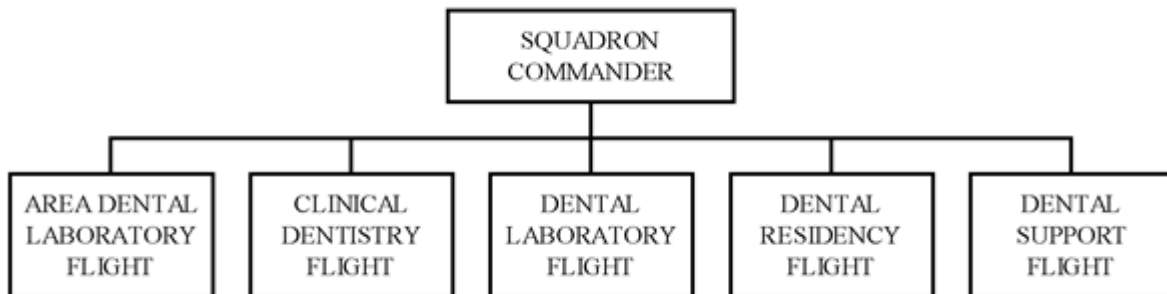 SQUADRON
COMMANDER
AREA DENTAL
LABORATORY
FLIGHT
CLINICAL
DENTISTRY
FLIGHT
DENTAL
LABORATORY
FLIGHT
DENTAL
RESIDENCY
FLIGHT
DENTAL
SUPPORT
FLIGHT